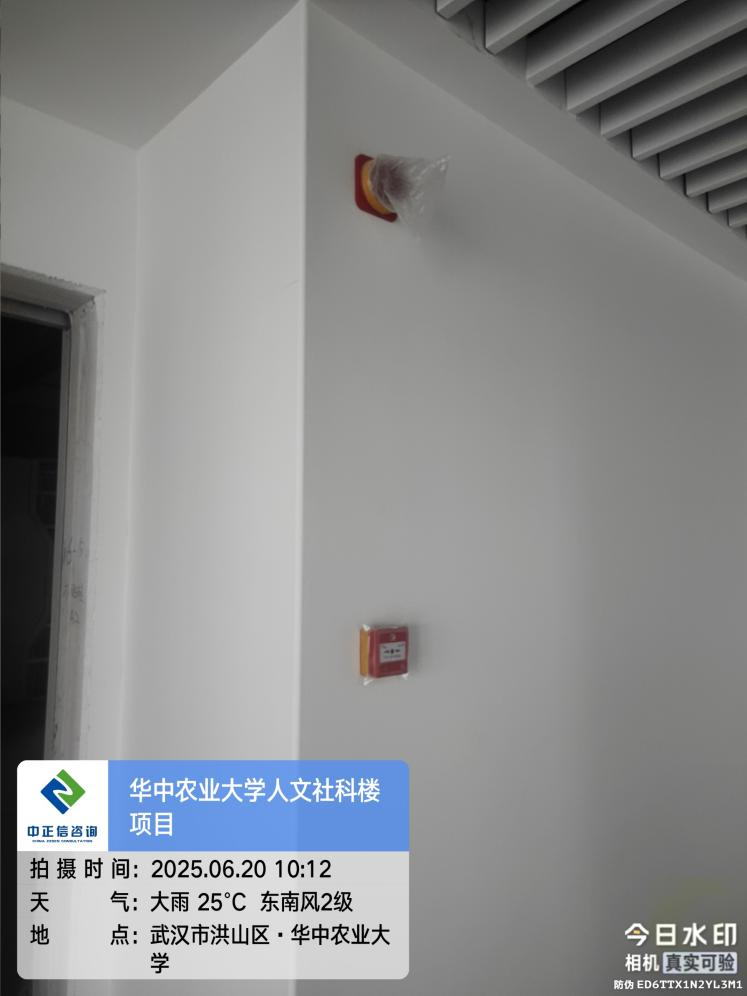 华中农业大学人文社科楼
项目
中正信咨询
拍摄时间：2025.06.20 10:12
天气：大雨 25℃ 东南风2级
地点：武汉市洪山区·华中农业大
学
今日水印
相机 真实可验
防伪 ED6TTX1N2YL3M1